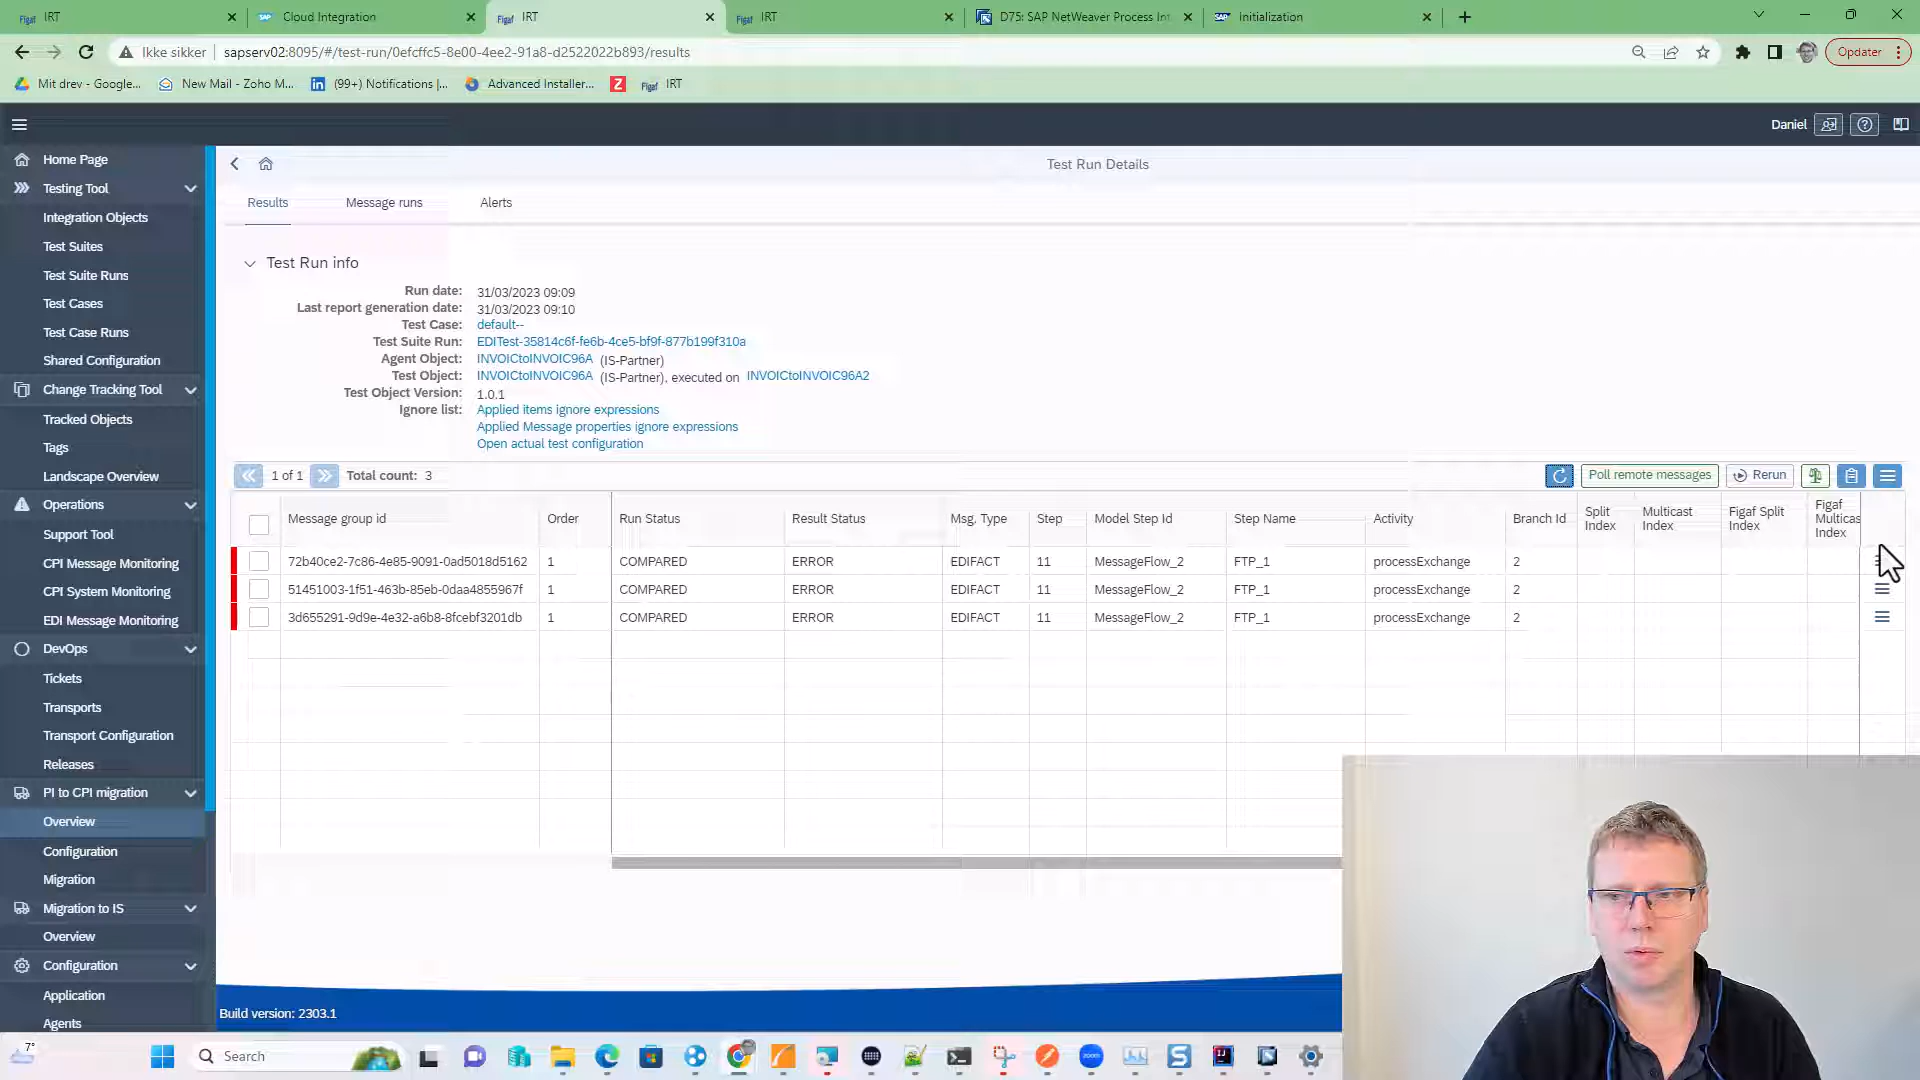 Figaf IRT
SAP Cloud Integration
Figaf IRT
Figaf IRT
D75: SAP NetWeaver Process Int
SAP Initialization
Ikke sikker
sapserv02:8095/#/test-run/0efcffc5-8e00-4ee2-91a8-d2522022b893/results
Opdater
Mit drev - Google...
New Mail - Zoho M...
(99+) Notifications |...
Advanced Installer...
Z
Figaf IRT
Daniel
Home Page
Testing Tool
Integration Objects
Test Suites
Test Suite Runs
Test Cases
Test Case Runs
Shared Configuration
Change Tracking Tool
Tracked Objects
Tags
Landscape Overview
Operations
Support Tool
CPI Message Monitoring
CPI System Monitoring
EDI Message Monitoring
DevOps
Tickets
Transports
Transport Configuration
Releases
PI to CPI migration
Overview
Configuration
Migration
Migration to IS
Overview
Configuration
Application
Agents
Test Run Details
Results Message runs Alerts
Test Run info
Run date: 31/03/2023 09:09
Last report generation date: 31/03/2023 09:10
Test Case: default--
Test Suite Run: EDITest-35814c6f-fe6b-4ce5-bf9f-877b199f310a
Agent Object: INVOICtoINVOIC96A (IS-Partner)
Test Object: INVOICtoINVOIC96A (IS-Partner), executed on INVOICtoINVOIC96A2
Test Object Version: 1.0.1
Ignore list: Applied items ignore expressions
Applied Message properties ignore expressions
Open actual test configuration
1 of 1 Total count: 3
Poll remote messages Rerun
Message group id Order Run Status Result Status Msg. Type Step Model Step Id Step Name Activity Branch Id Split Index Multicast Index Figaf Split Index Figaf Multicas Index
72b40ce2-7c86-4e85-9091-0ad5018d5162 1 COMPARED ERROR EDIFACT 11 MessageFlow_2 FTP_1 processExchange 2
51451003-1f51-463b-85eb-0daa4855967f 1 COMPARED ERROR EDIFACT 11 MessageFlow_2 FTP_1 processExchange 2
3d655291-9d9e-4e32-a6b8-8fcebf3201db 1 COMPARED ERROR EDIFACT 11 MessageFlow_2 FTP_1 processExchange 2
Build version: 2303.1
7°
Search